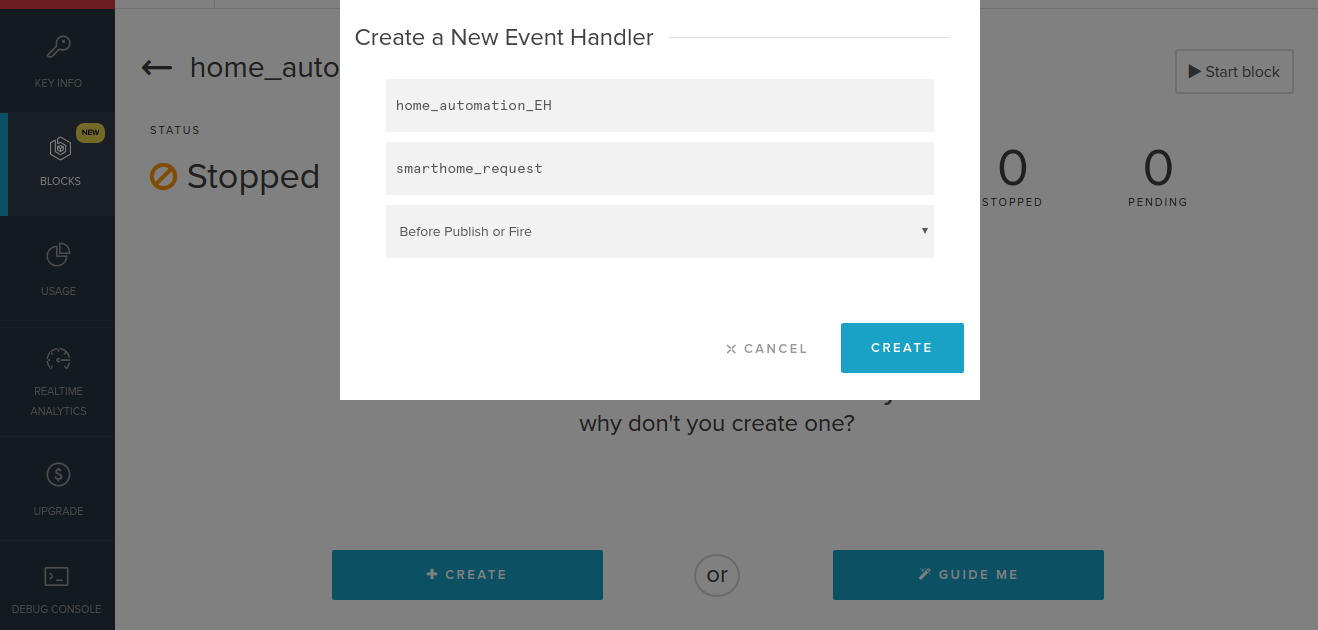 Create a New Event Handler
home_automation_EH
smarthome_request
Before Publish or Fire
CANCEL
CREATE
KEY INFO
NEW
BLOCKS
USAGE
REALTIME
ANALYTICS
UPGRADE
DEBUG CONSOLE
home_auto
Start block
STATUS
Stopped
0
STOPPED
0
PENDING
why don't you create one?
CREATE
or
GUIDE ME